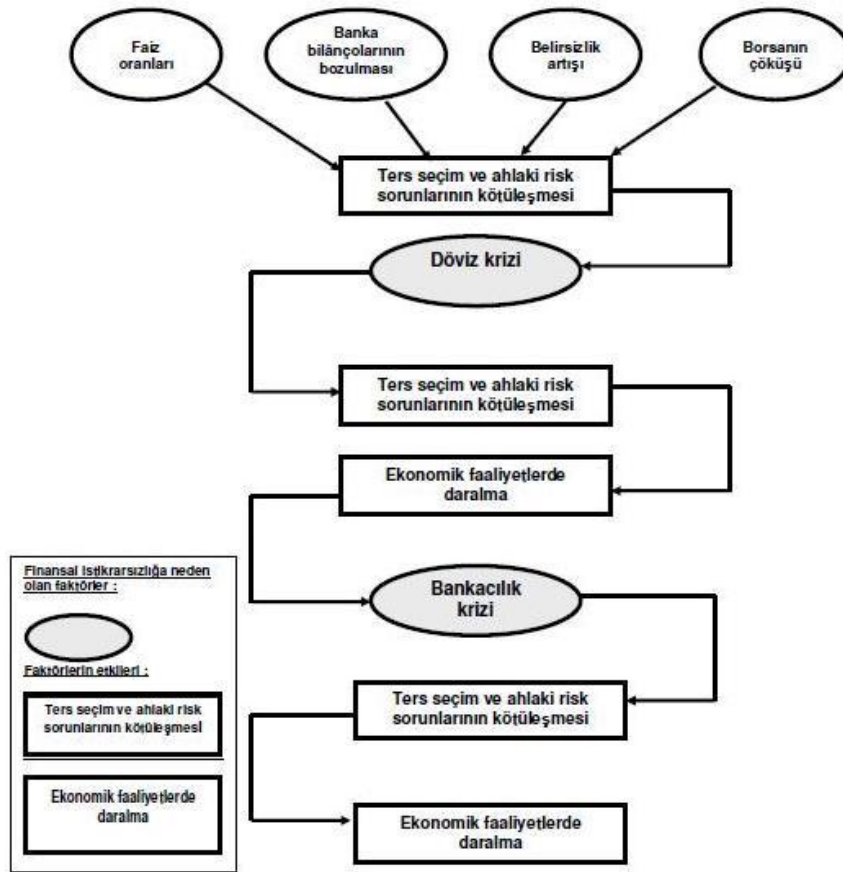 Faiz
oranları
Banka
bilânçolarının
bozulması
Belirsizlik
artışı
Borsanın
çöküşü
Ters seçim ve ahlaki risk
sorunlarının kötüleşmesi
Döviz krizi
Ters seçim ve ahlaki risk
sorunlarının kötüleşmesi
Ekonomik faaliyetlerde
daralma
Bankacılık
krizi
Ters seçim ve ahlaki risk
sorunlarının kötüleşmesi
Ekonomik faaliyetlerde
daralma
Finansal istikrarsızlığa neden
olan faktörler :
Faktörlerin etkileri :
Ters seçim ve ahlaki risk
sorunlarının kötüleşmesi
Ekonomik faaliyetlerde
daralma